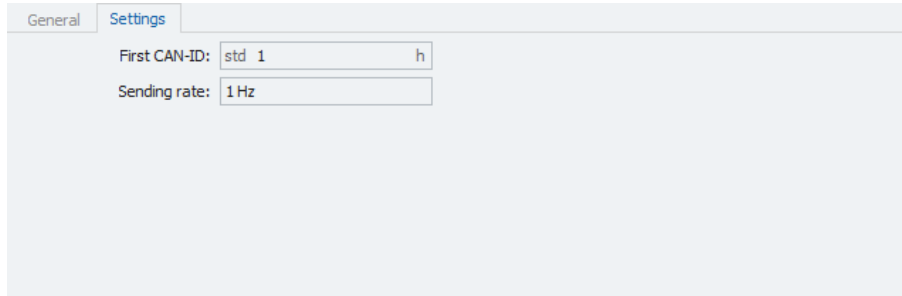 General Settings
First CAN-ID: std 1 h
Sending rate: 1 Hz